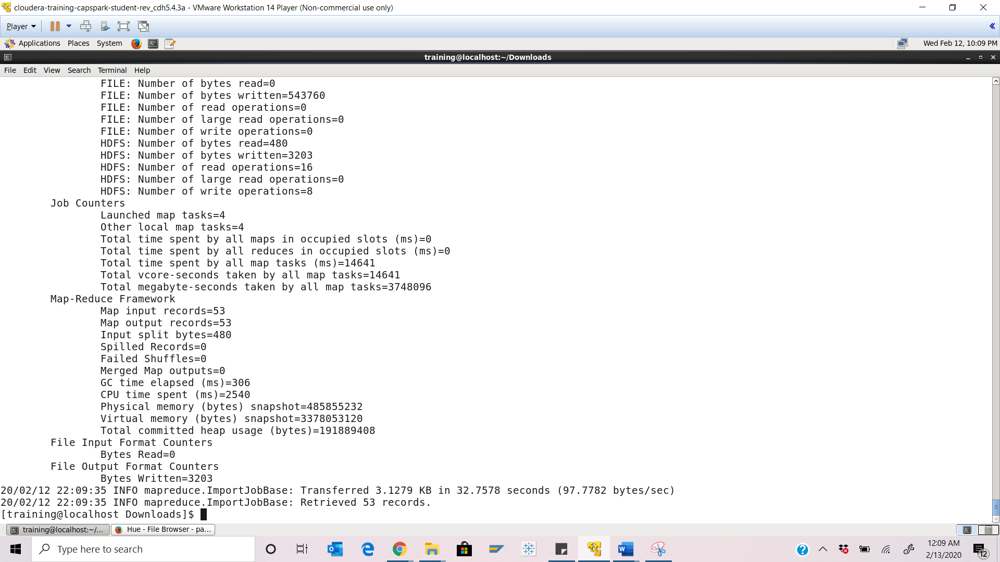 cloudera-training-capspark-student-rev_cdh5.4.3a - VMware Workstation 14 Player (Non-commercial use only)
Player
Applications Places System Wed Feb 12, 10:09 PM
training@localhost:~/Downloads
File Edit View Search Terminal Help
FILE: Number of bytes read=0
FILE: Number of bytes written=543760
FILE: Number of read operations=0
FILE: Number of large read operations=0
FILE: Number of write operations=0
HDFS: Number of bytes read=480
HDFS: Number of bytes written=3203
HDFS: Number of read operations=16
HDFS: Number of large read operations=0
HDFS: Number of write operations=8
Job Counters
Launched map tasks=4
Other local map tasks=4
Total time spent by all maps in occupied slots (ms)=0
Total time spent by all reduces in occupied slots (ms)=0
Total time spent by all map tasks (ms)=14641
Total vcore-seconds taken by all map tasks=14641
Total megabyte-seconds taken by all map tasks=3748096
Map-Reduce Framework
Map input records=53
Map output records=53
Input split bytes=480
Spilled Records=0
Failed Shuffles=0
Merged Map outputs=0
GC time elapsed (ms)=306
CPU time spent (ms)=2540
Physical memory (bytes) snapshot=485855232
Virtual memory (bytes) snapshot=3378053120
Total committed heap usage (bytes)=191889408
File Input Format Counters
Bytes Read=0
File Output Format Counters
Bytes Written=3203
20/02/12 22:09:35 INFO mapreduce.ImportJobBase: Transferred 3.1279 KB in 32.7578 seconds (97.7782 bytes/sec)
20/02/12 22:09:35 INFO mapreduce.ImportJobBase: Retrieved 53 records.
[training@localhost Downloads]$
training@localhost:~/... Hue - File Browser - pa...
Type here to search
12:09 AM
2/13/2020
12